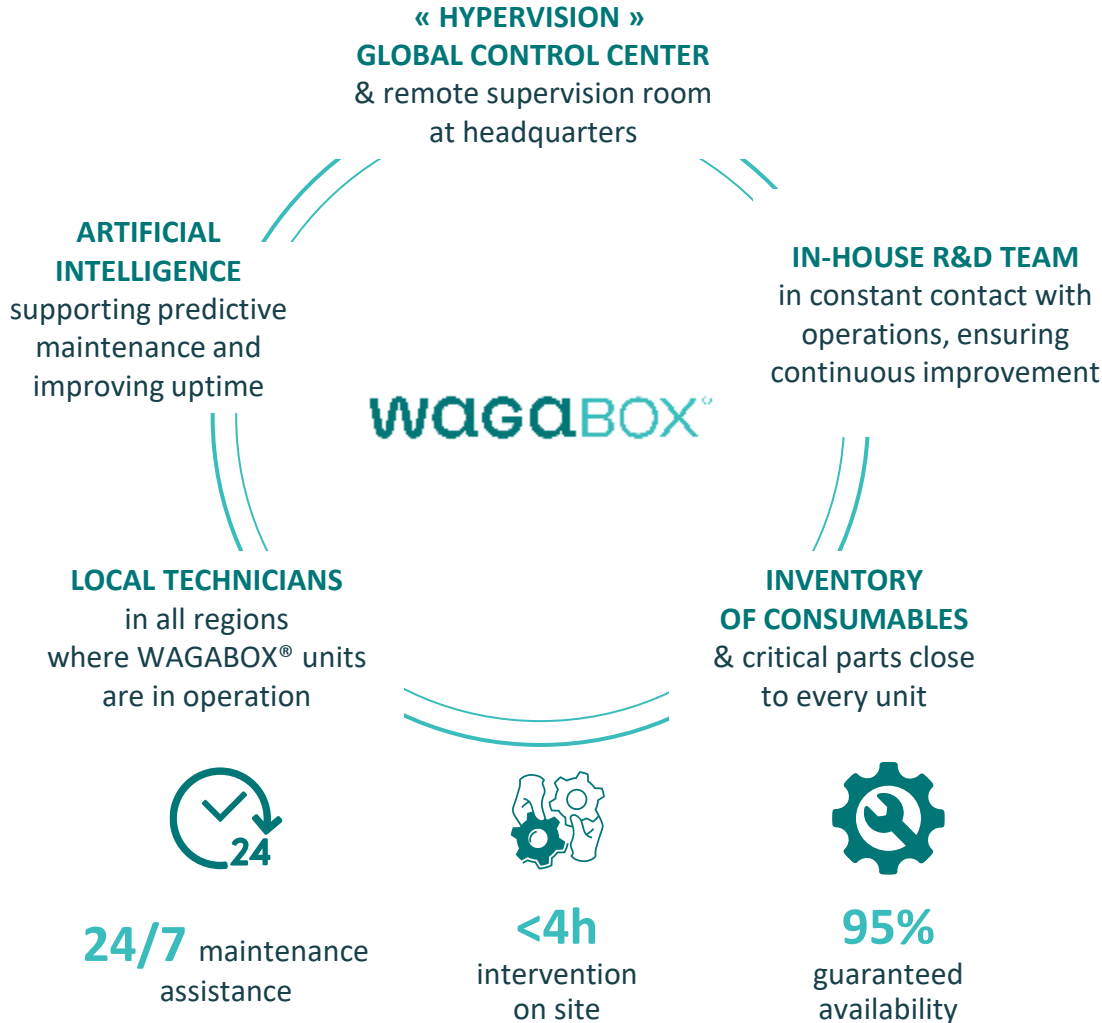 « HYPERVISION »
GLOBAL CONTROL CENTER
& remote supervision room
at headquarters
ARTIFICIAL
INTELLIGENCE
supporting predictive
maintenance and
improving uptime
IN-HOUSE R&D TEAM
in constant contact with
operations, ensuring
continuous improvement
WAGABOX®
LOCAL TECHNICIANS
in all regions
where WAGABOX® units
are in operation
INVENTORY
OF CONSUMABLES
& critical parts close
to every unit
24
24/7 maintenance
assistance
<4h
intervention
on site
95%
guaranteed
availability